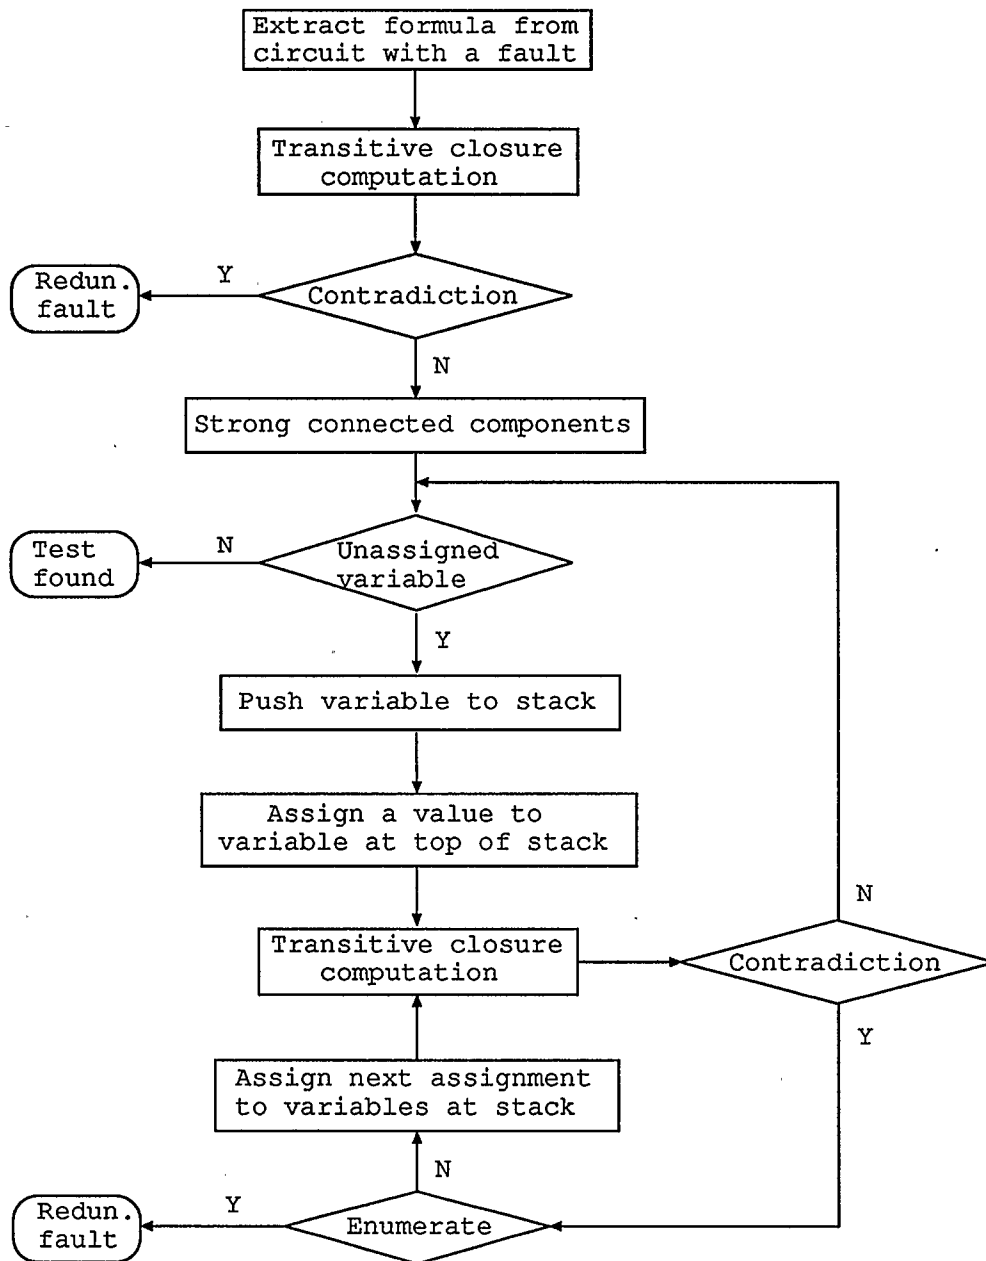 Extract formula from
circuit with a fault
Transitive closure
computation
Y
Redun.
fault
Contradiction
N
Strong connected components
N
Test
found
Unassigned
variable
Y
Push variable to stack
Assign a value to
variable at top of stack
N
Transitive closure
computation
Contradiction
Y
Assign next assignment
to variables at stack
N
Y
Redun.
fault
Enumerate